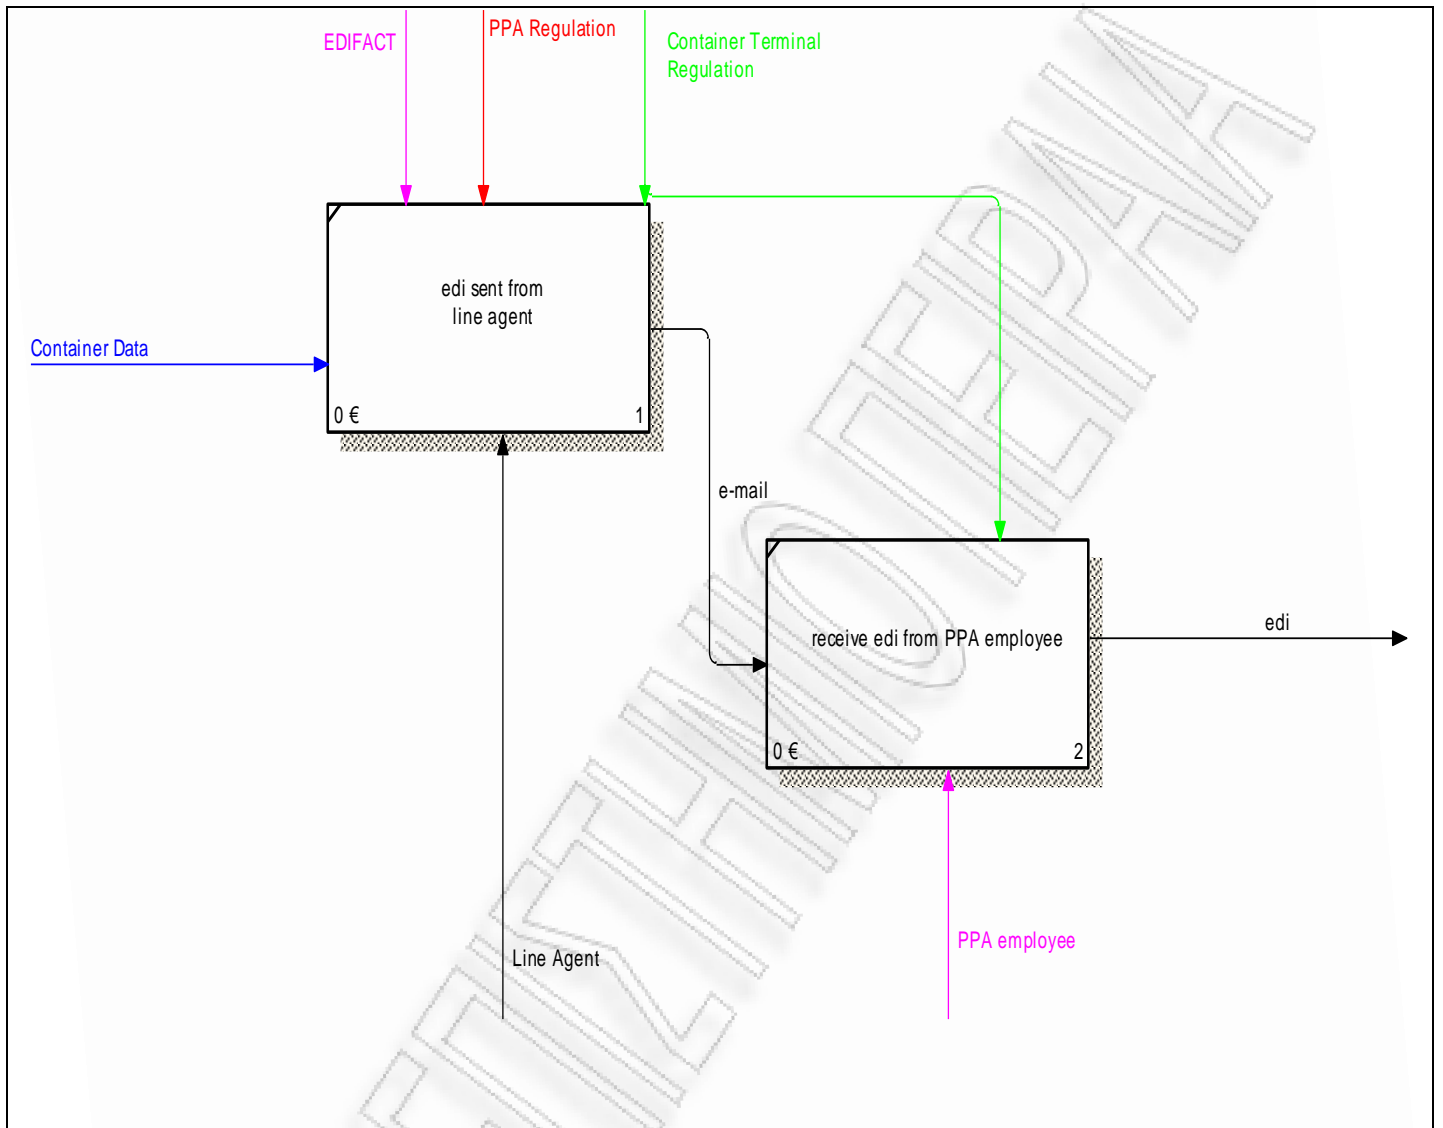 EDIFACT
PPA Regulation
Container Terminal
Regulation
edi sent from
line agent
Container Data
0 €
1
e-mail
receive edi from PPA employee
edi
0 €
2
Line Agent
PPA employee